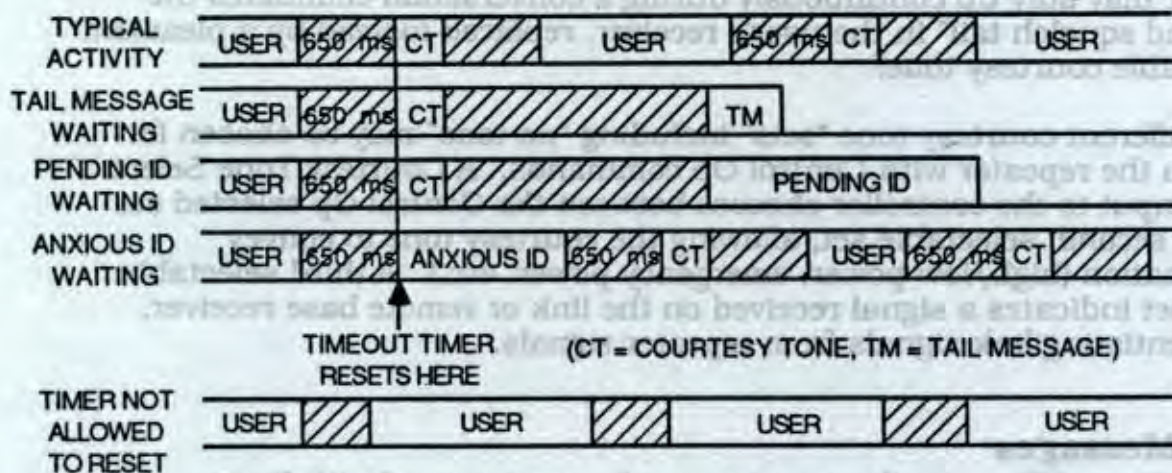 TYPICAL
ACTIVITY
USER 650 ms CT USER 650 ms CT USER
TAIL MESSAGE
WAITING
USER 650 ms CT TM
PENDING ID
WAITING
USER 650 ms CT PENDING ID
ANXIOUS ID
WAITING
USER 650 ms ANXIOUS ID 650 ms CT USER 650 ms CT
TIMEOUT TIMER
RESETS HERE
(CT = COURTESY TONE, TM = TAIL MESSAGE)
TIMER NOT
ALLOWED
TO RESET
USER USER USER USER